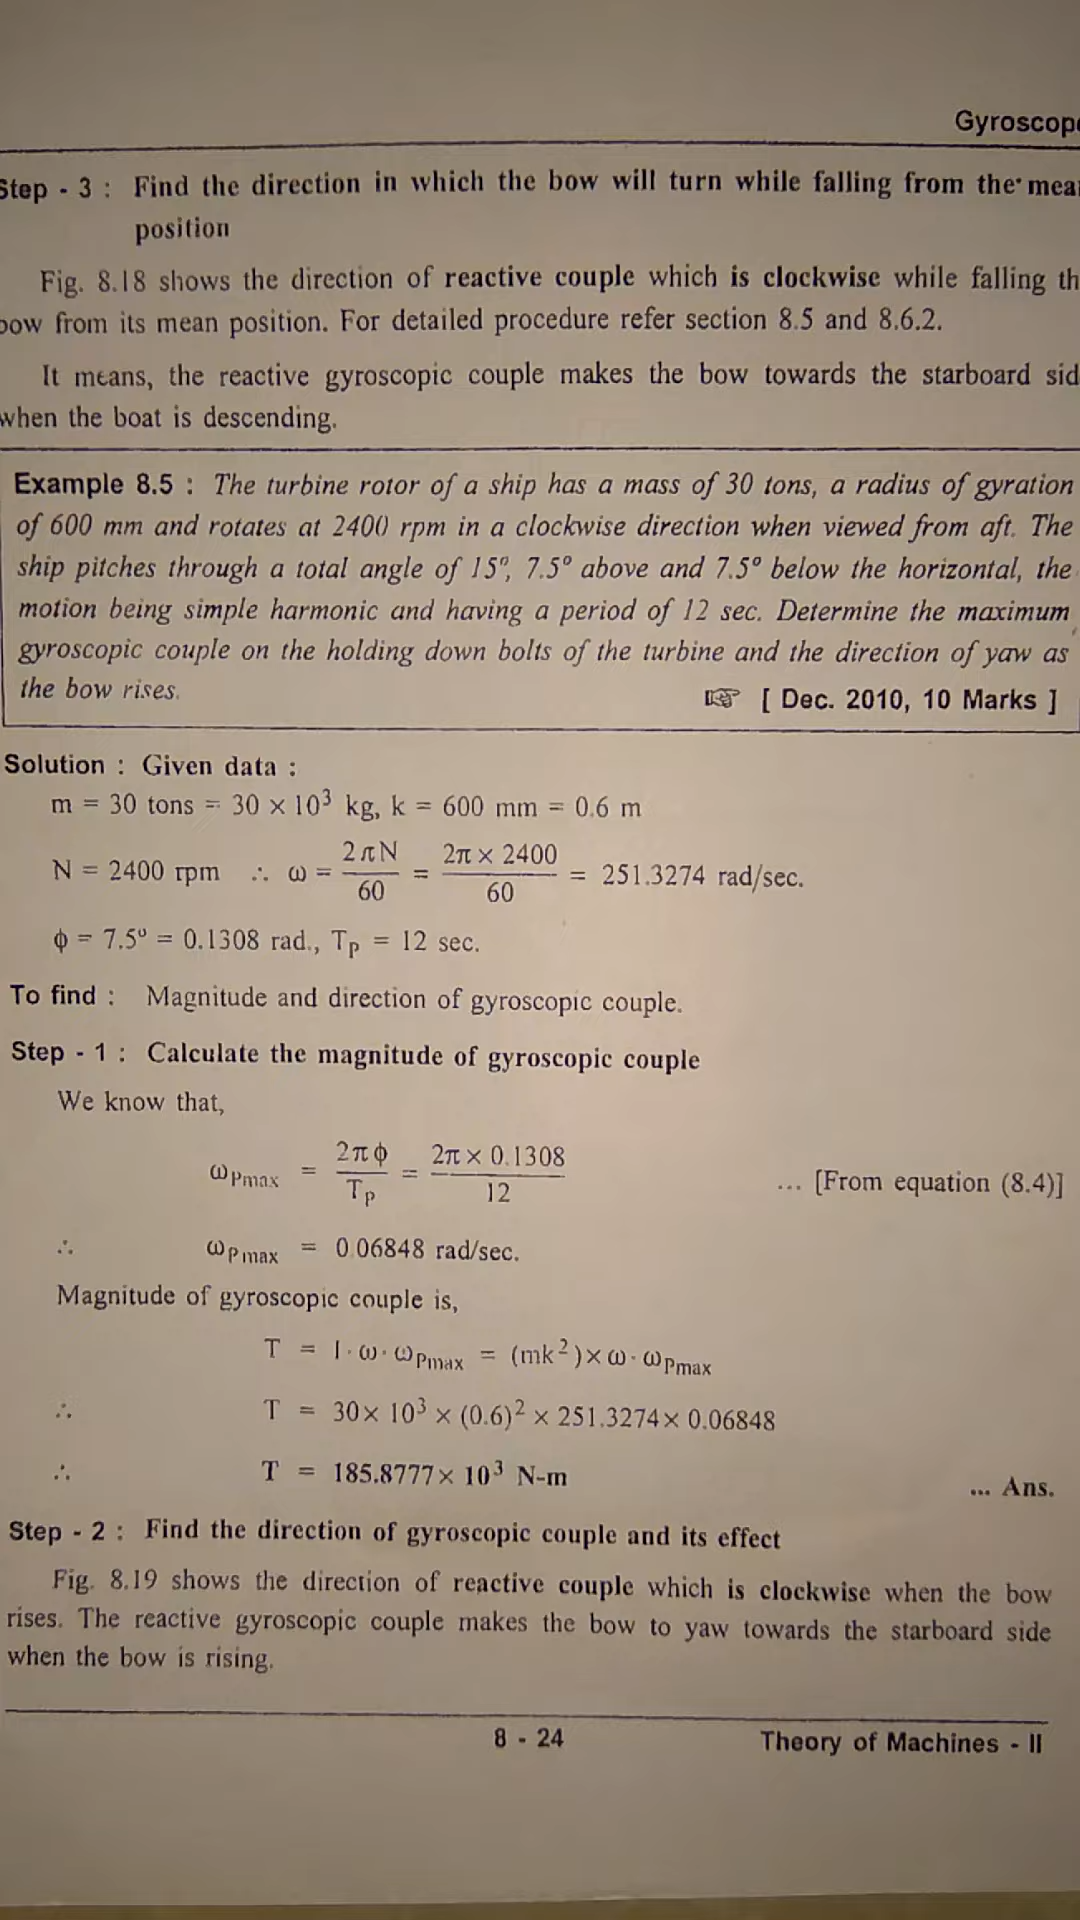 Gyroscope
Step - 3 : Find the direction in which the bow will turn while falling from the mean
position
Fig. 8.18 shows the direction of reactive couple which is clockwise while falling th
bow from its mean position. For detailed procedure refer section 8.5 and 8.6.2.
It means, the reactive gyroscopic couple makes the bow towards the starboard sid
when the boat is descending.
Example 8.5 : The turbine rotor of a ship has a mass of 30 tons, a radius of gyration
of 600 mm and rotates at 2400 rpm in a clockwise direction when viewed from aft. The
ship pitches through a total angle of 15º, 7.5º above and 7.5º below the horizontal, the
motion being simple harmonic and having a period of 12 sec. Determine the maximum
gyroscopic couple on the holding down bolts of the turbine and the direction of yaw as
the bow rises.
☞ [ Dec. 2010, 10 Marks ]
Solution : Given data :
m = 30 tons = 30 × 10³ kg, k = 600 mm = 0.6 m
N = 2400 rpm ∴ ω = 2πN/60 = 2π × 2400/60 = 251.3274 rad/sec.
ϕ = 7.5º = 0.1308 rad., Tp = 12 sec.
To find : Magnitude and direction of gyroscopic couple.
Step - 1 : Calculate the magnitude of gyroscopic couple
We know that,
ωPmax = 2πϕ/Tp = 2π × 0.1308/12 ... [From equation (8.4)]
∴ ωPmax = 0.06848 rad/sec.
Magnitude of gyroscopic couple is,
T = I · ω · ωPmax = (mk²) × ω · ωPmax
∴ T = 30 × 10³ × (0.6)² × 251.3274 × 0.06848
∴ T = 185.8777 × 10³ N-m
... Ans.
Step - 2 : Find the direction of gyroscopic couple and its effect
Fig. 8.19 shows the direction of reactive couple which is clockwise when the bow
rises. The reactive gyroscopic couple makes the bow to yaw towards the starboard side
when the bow is rising.
8 - 24
Theory of Machines - II